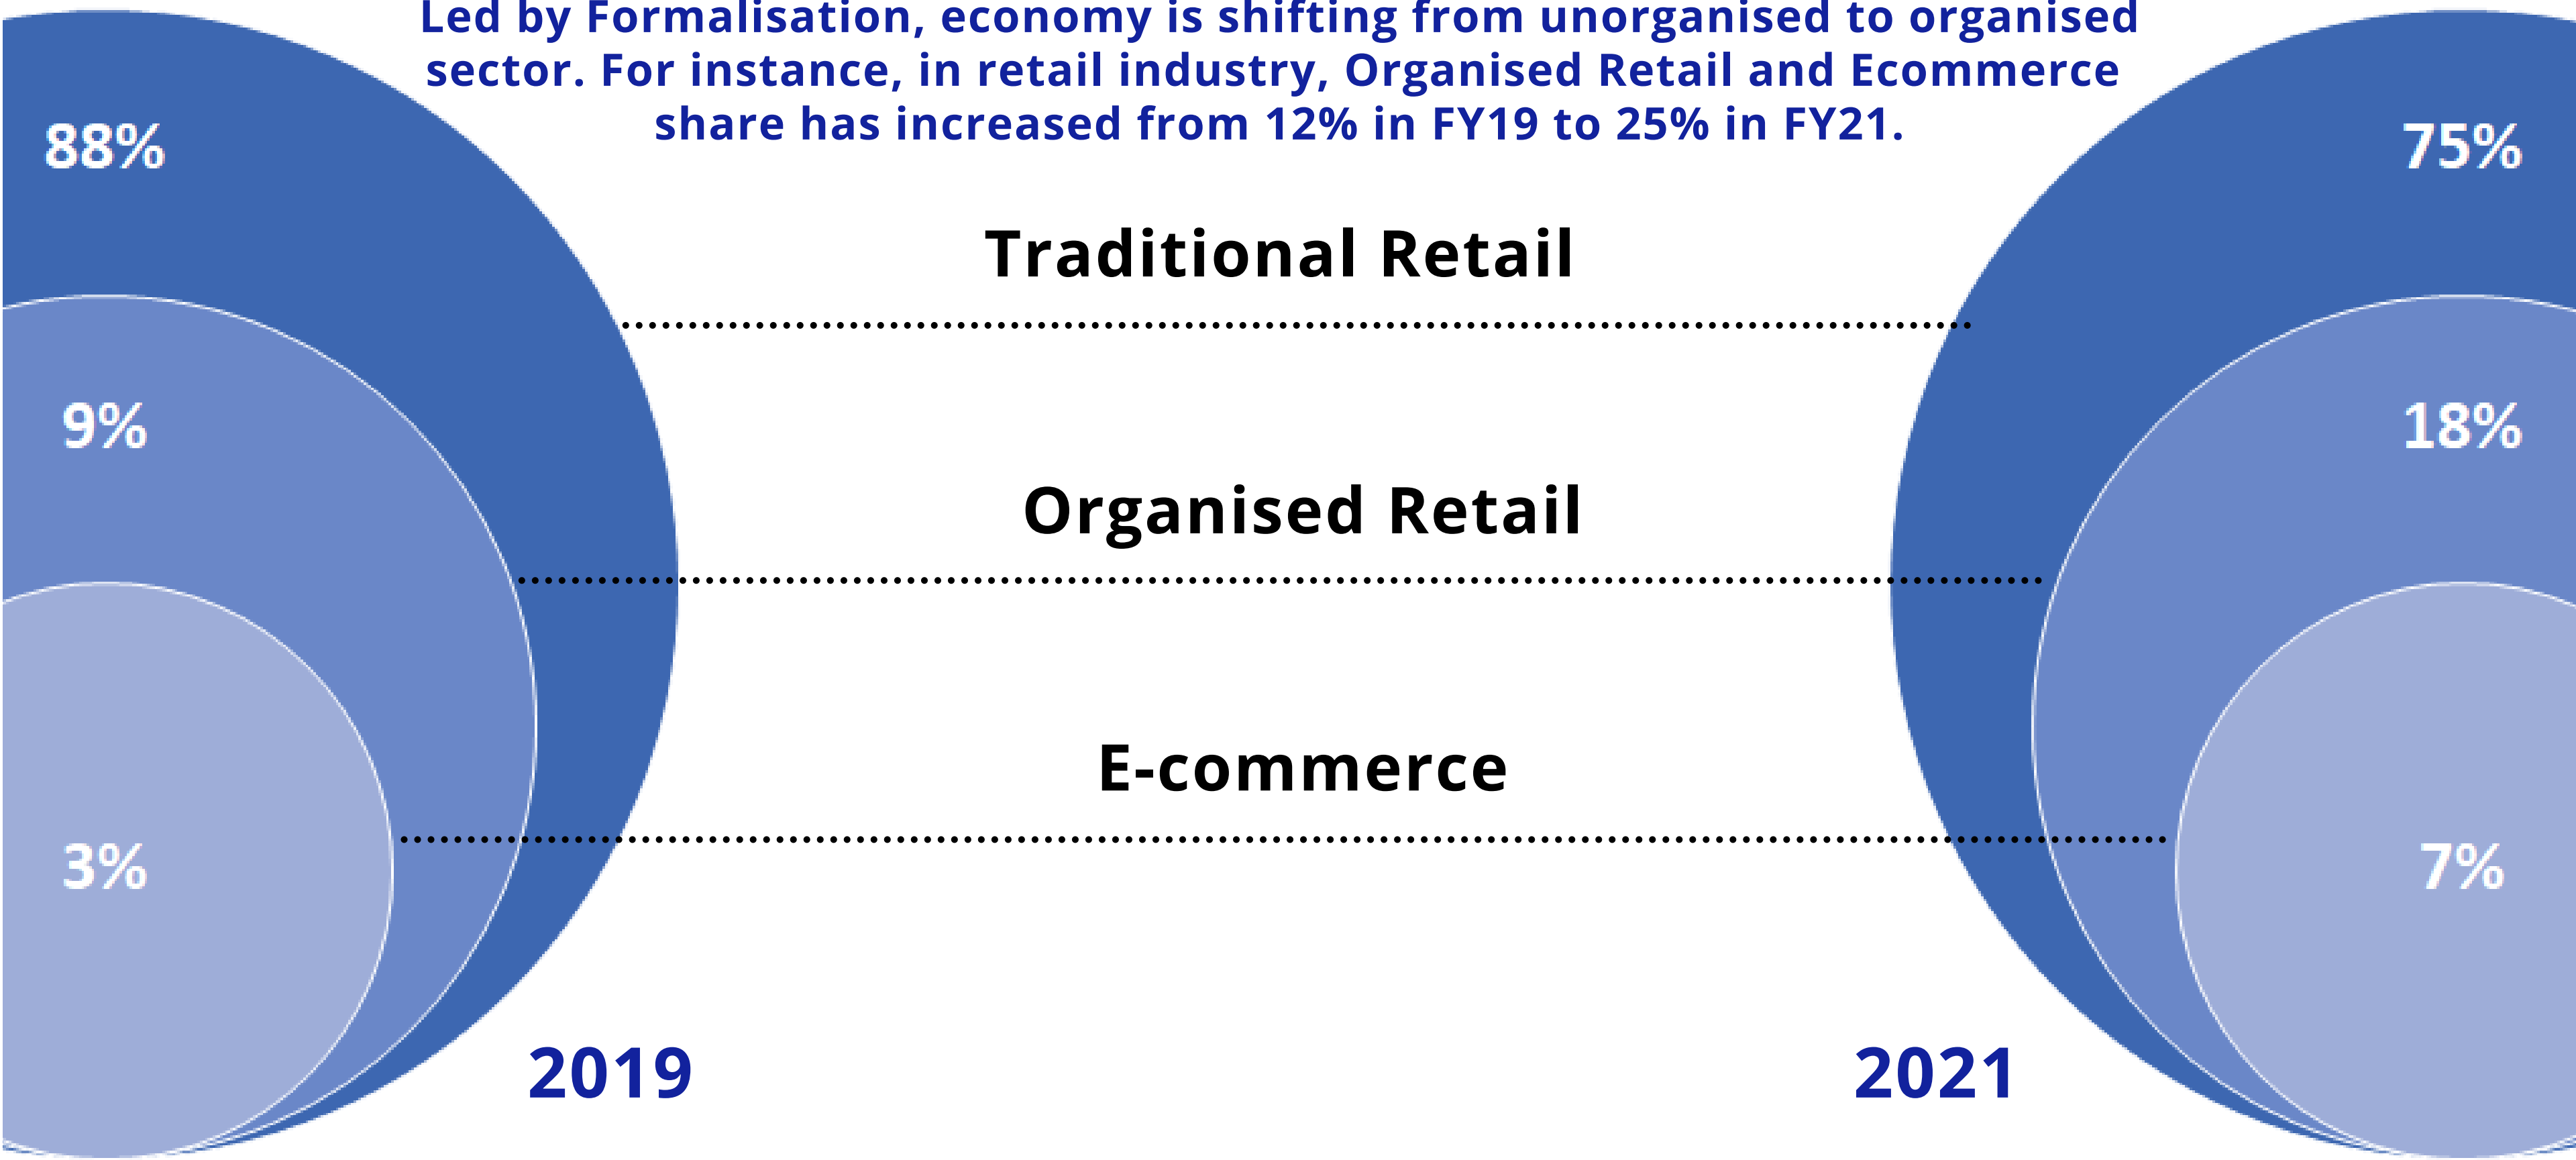 Led by Formalisation, economy is shifting from unorganised to organised
sector. For instance, in retail industry, Organised Retail and Ecommerce
share has increased from 12% in FY19 to 25% in FY21.
88%
75%
Traditional Retail
9%
18%
Organised Retail
E-commerce
3%
7%
2019
2021